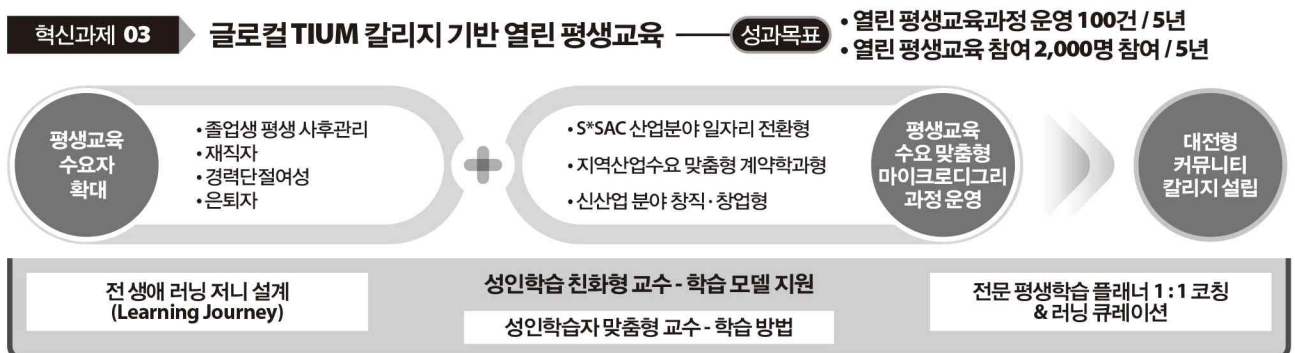 혁신과제 03
글로컬 TIUM 칼리지 기반 열린 평생교육
성과목표
• 열린 평생교육과정 운영 100건 / 5년
• 열린 평생교육 참여 2,000명 참여 / 5년
평생교육
수요자
확대
• 졸업생 평생 사후관리
• 재직자
• 경력단절여성
• 은퇴자
+
• S*SAC 산업분야 일자리 전환형
• 지역산업수요 맞춤형 계약학과형
• 신산업 분야 창직·창업형
평생교육
수요 맞춤형
마이크로디그리
과정 운영
대전형
커뮤니티
칼리지 설립
전 생애 러닝 저니 설계
(Learning Journey)
성인학습 친화형 교수 - 학습 모델 지원
성인학습자 맞춤형 교수 - 학습 방법
전문 평생학습 플래너 1 : 1 코칭
& 러닝 큐레이션